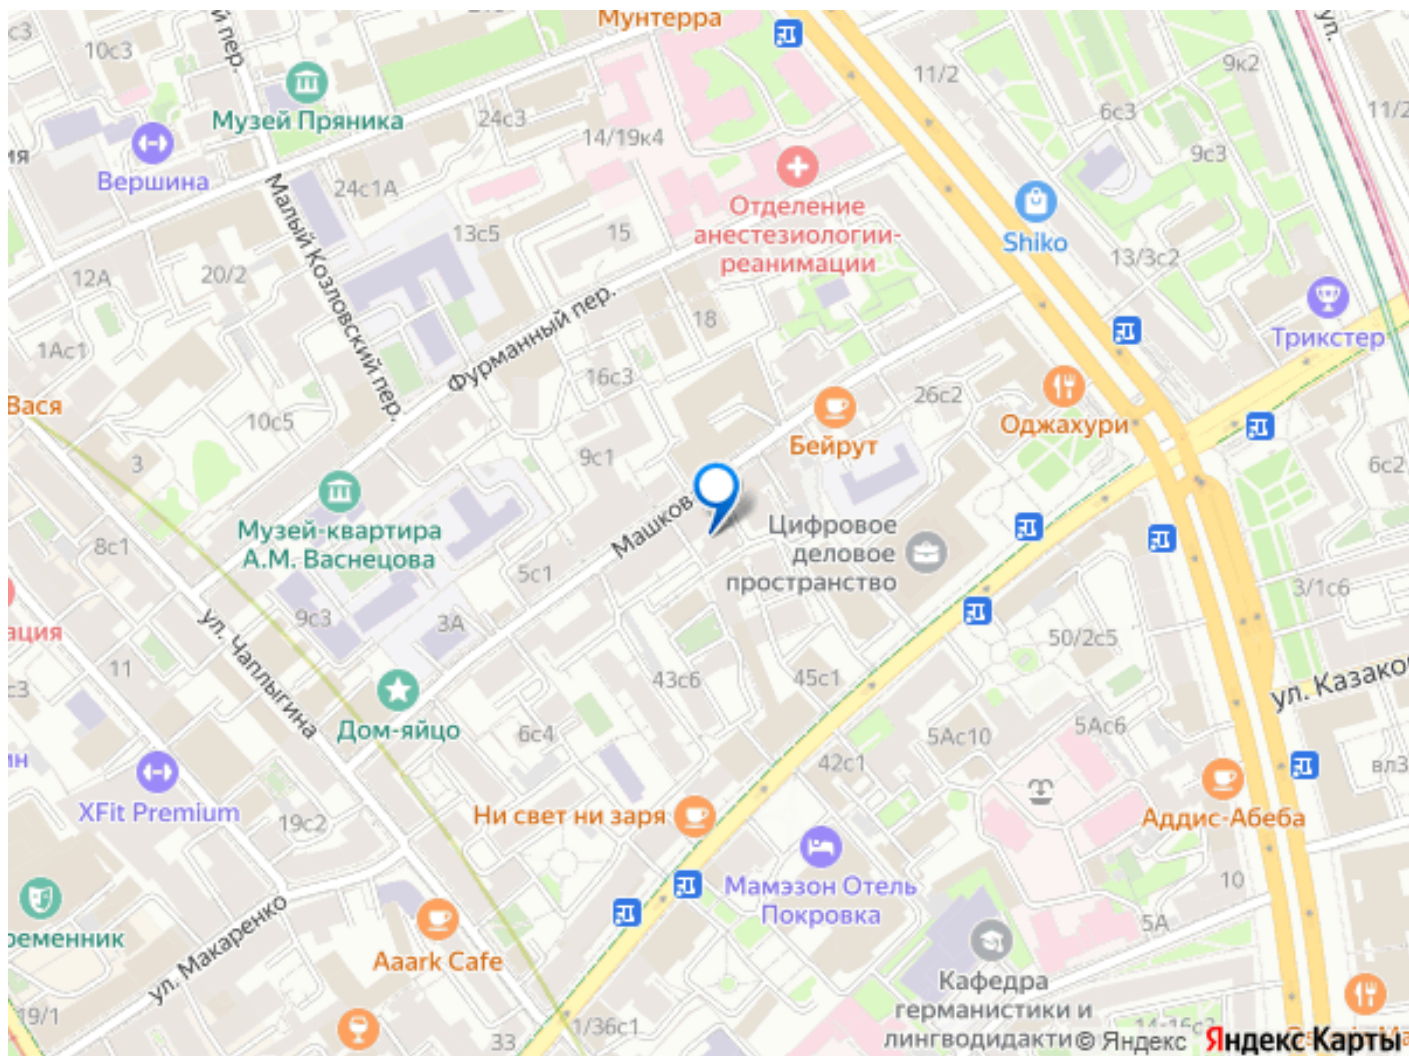 Мунтерра
10с3
11/2
9к2
6с3
11/2
Музей Пряника
24с3
14/19к4
9с3
Вершина
24с1А
Малый Козловский пер.
Отделение
анестезиологии-
реанимации
Shiko
13с5
15
13/3с2
12А
20/2
Трикстер
Фурманный пер.
18
1Ас1
16с3
26с2
Вася
10с5
Бейрут
Оджахури
3
9с1
6с2
Музей-квартира
А.М. Васнецова
Машков
Цифровое
деловое
пространство
8с1
5с1
3/1с6
9с3
3А
ул. Чаплыгина
50/2с5
11
43с6
45с1
ул. Казаков
Дом-яйцо
6с4
5Ас10
5Ас6
42с1
XFit Premium
19с2
Ни свет ни заря
Аддис-Абеба
Мамэзон Отель
Покровка
10
5А
ул. Макаренко
Aaark Cafe
Кафедра
германистики и
лингводидакти
19/1
33
1/36с1
14-16с2
© Яндекс
Яндекс Карты